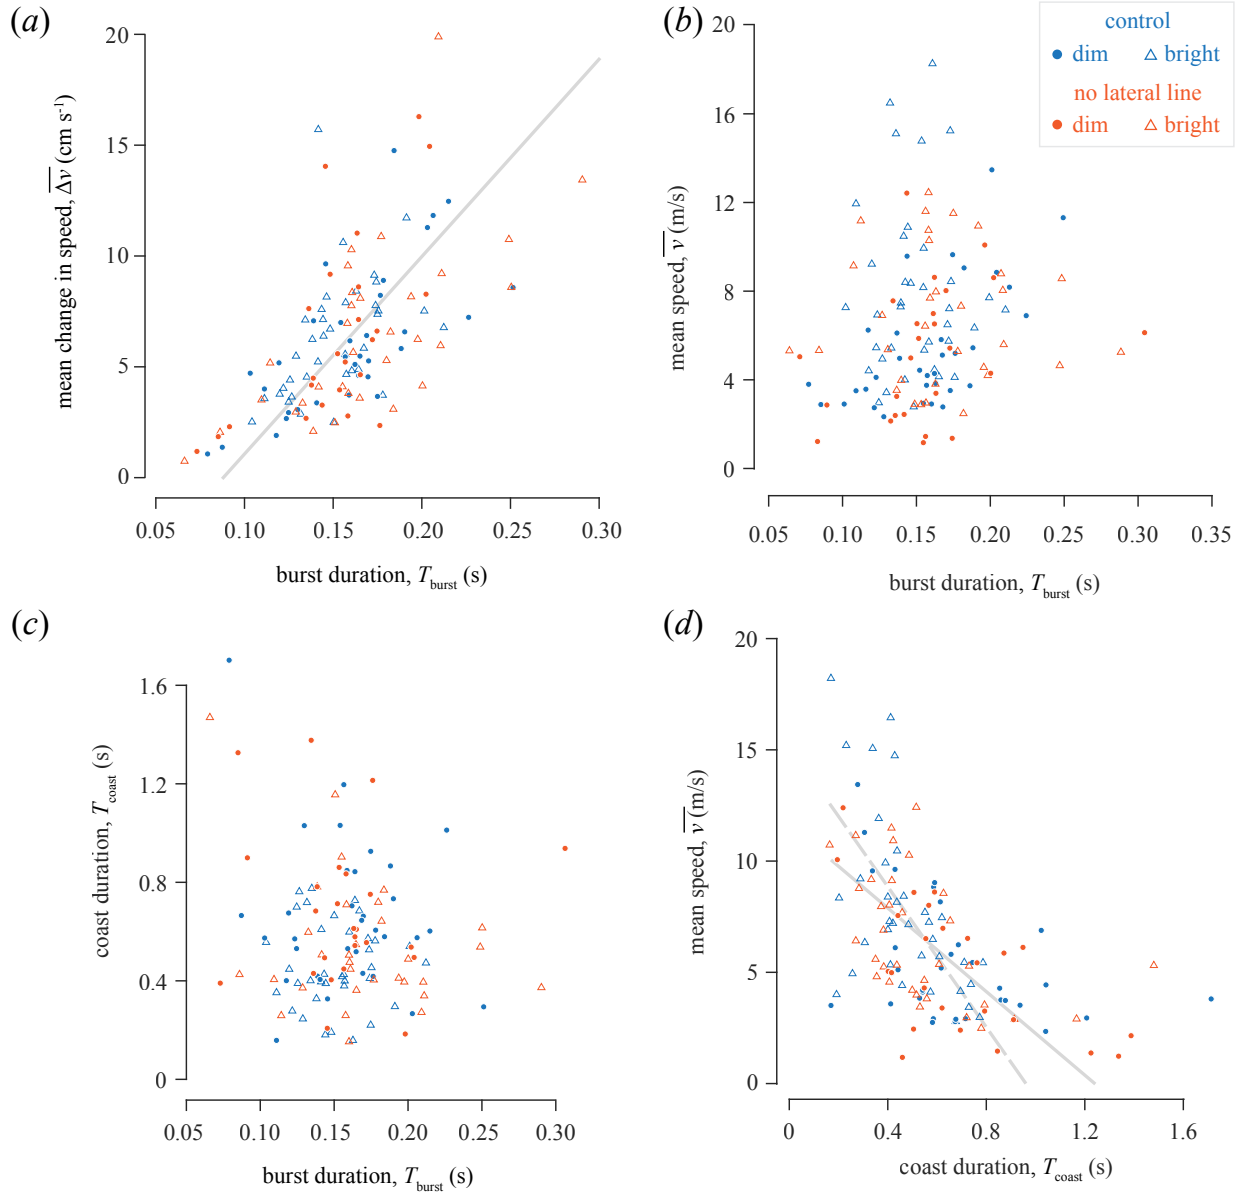 (a)
mean change in speed, Δv (cm s⁻¹)
20
15
10
5
0
0.05 0.10 0.15 0.20 0.25 0.30
burst duration, Tburst (s)
(b)
control
dim bright
no lateral line
dim bright
mean speed, v (m/s)
20
16
12
8
4
0
0.05 0.10 0.15 0.20 0.25 0.30 0.35
burst duration, Tburst (s)
(c)
coast duration, Tcoast (s)
1.6
1.2
0.8
0.4
0
0.05 0.10 0.15 0.20 0.25 0.30
burst duration, Tburst (s)
(d)
mean speed, v (m/s)
20
15
10
5
0
0 0.4 0.8 1.2 1.6
coast duration, Tcoast (s)